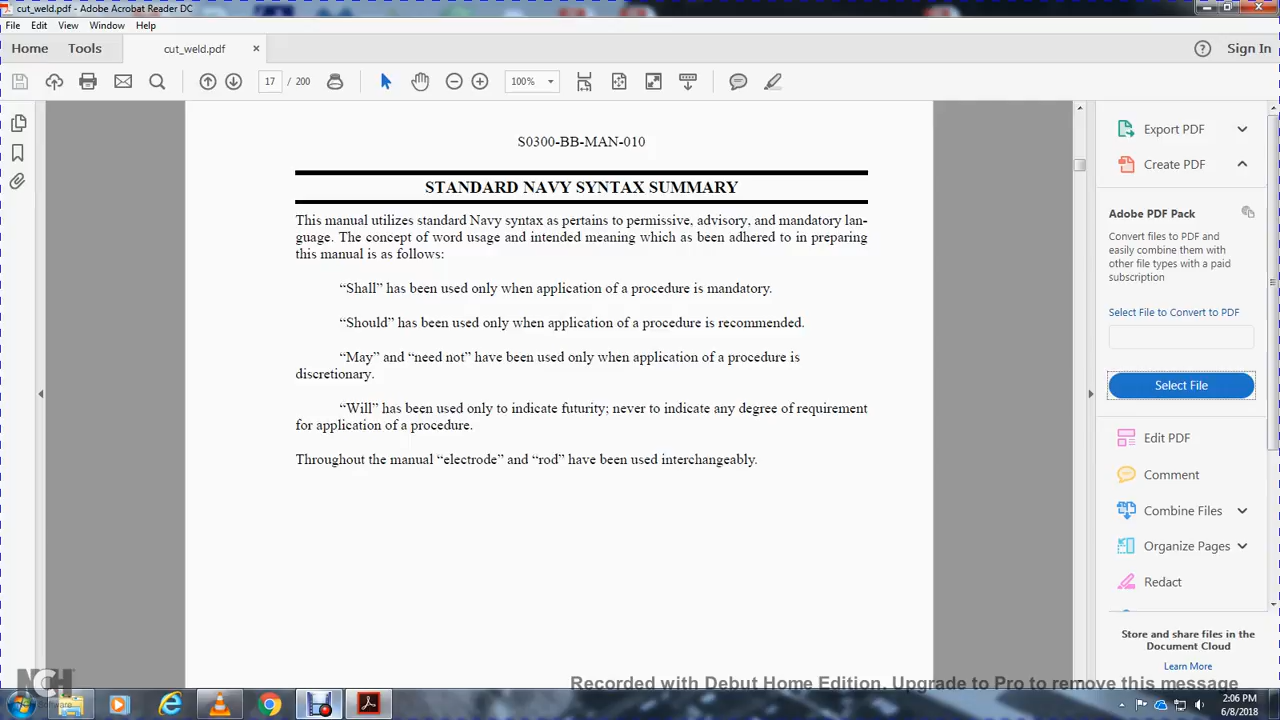 cut_weld.pdf - Adobe Acrobat Reader DC
File Edit View Window Help
Home Tools cut_weld.pdf × Sign In
17 / 200 100%
S0300-BB-MAN-010
STANDARD NAVY SYNTAX SUMMARY
This manual utilizes standard Navy syntax as pertains to permissive, advisory, and mandatory lan-
guage. The concept of word usage and intended meaning which as been adhered to in preparing
this manual is as follows:
“Shall” has been used only when application of a procedure is mandatory.
“Should” has been used only when application of a procedure is recommended.
“May” and “need not” have been used only when application of a procedure is
discretionary.
“Will” has been used only to indicate futurity; never to indicate any degree of requirement
for application of a procedure.
Throughout the manual “electrode” and “rod” have been used interchangeably.
Export PDF
Create PDF
Adobe PDF Pack
Convert files to PDF and
easily combine them with
other file types with a paid
subscription
Select File to Convert to PDF
Select File
Edit PDF
Comment
Combine Files
Organize Pages
Redact
Store and share files in the
Document Cloud
Learn More
NCH
Software
Recorded with Debut Home Edition. Upgrade to Pro to remove this message
2:06 PM
6/8/2018